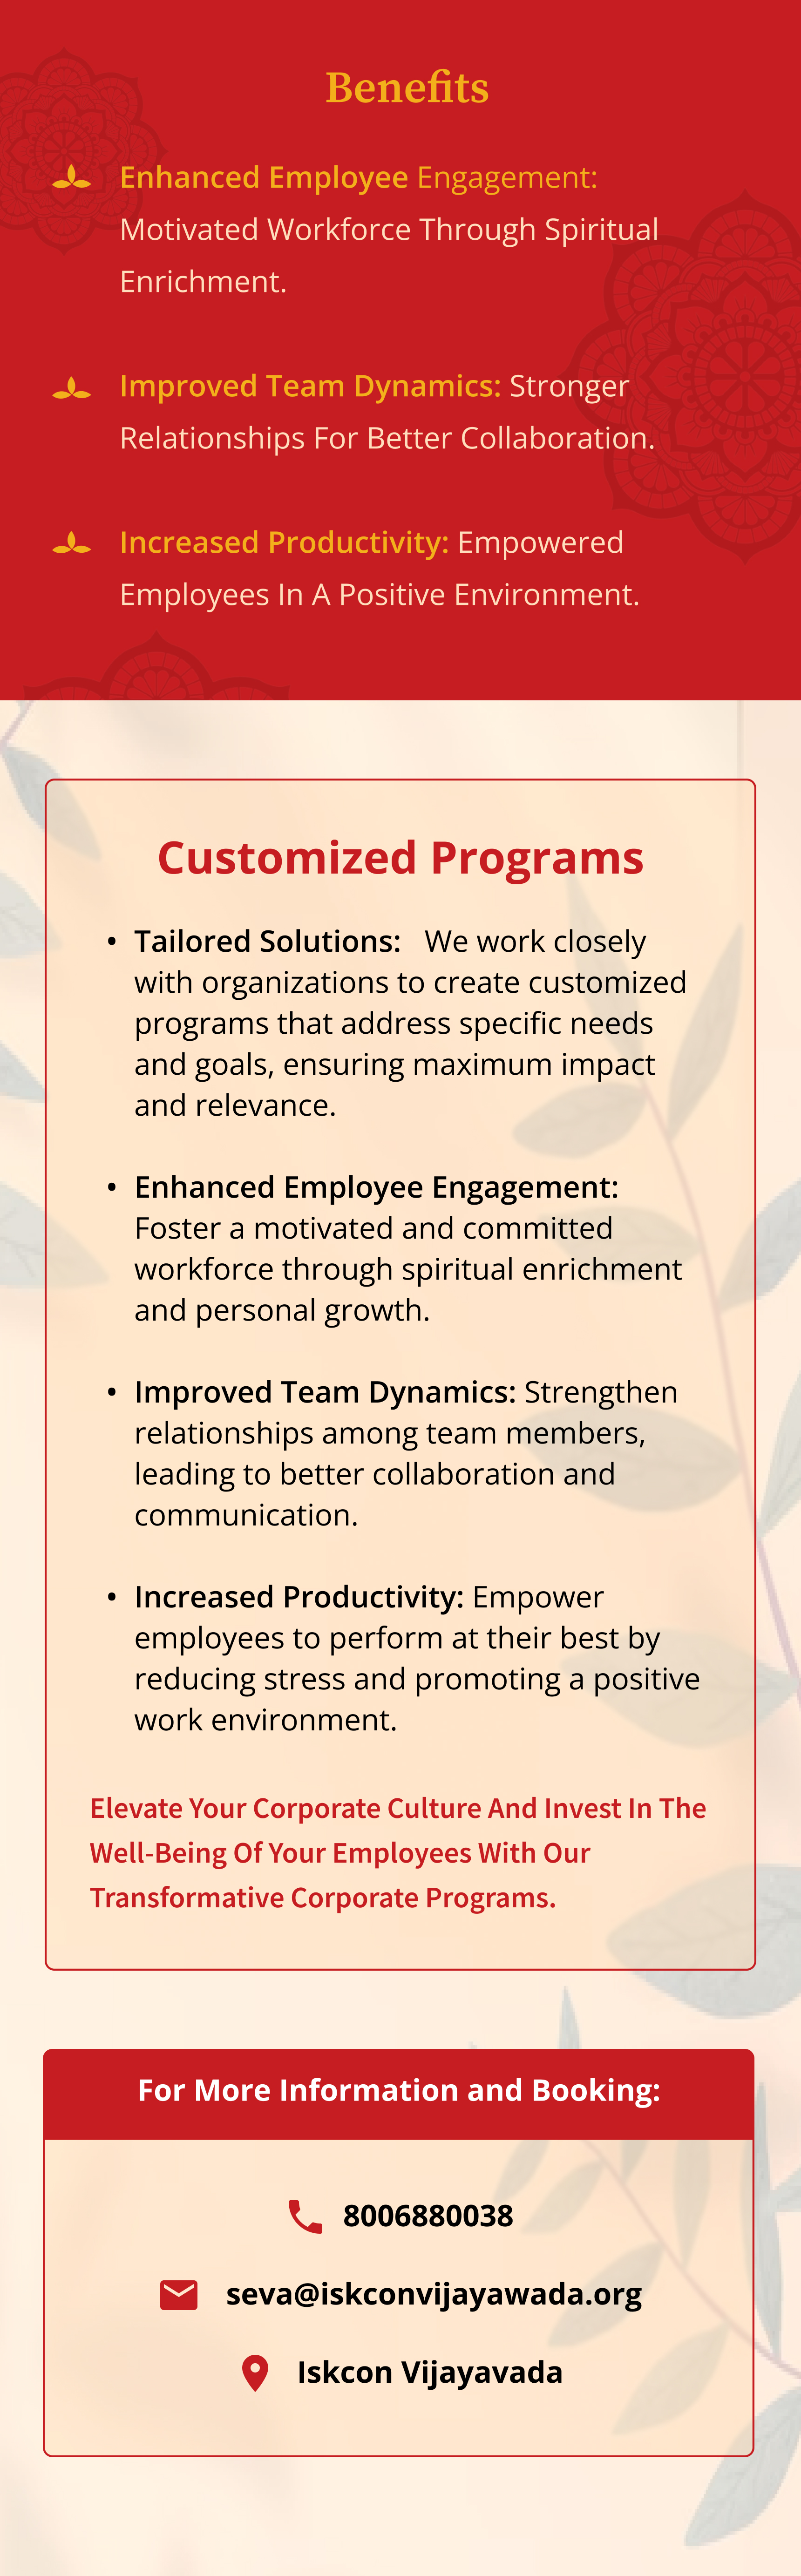 Benefits
Enhanced Employee Engagement:
Motivated Workforce Through Spiritual
Enrichment.
Improved Team Dynamics: Stronger
Relationships For Better Collaboration.
Increased Productivity: Empowered
Employees In A Positive Environment.
Customized Programs
• Tailored Solutions: We work closely
with organizations to create customized
programs that address specific needs
and goals, ensuring maximum impact
and relevance.
• Enhanced Employee Engagement:
Foster a motivated and committed
workforce through spiritual enrichment
and personal growth.
• Improved Team Dynamics: Strengthen
relationships among team members,
leading to better collaboration and
communication.
• Increased Productivity: Empower
employees to perform at their best by
reducing stress and promoting a positive
work environment.
Elevate Your Corporate Culture And Invest In The
Well-Being Of Your Employees With Our
Transformative Corporate Programs.
For More Information and Booking:
8006880038
seva@iskconvijayawada.org
Iskcon Vijayavada